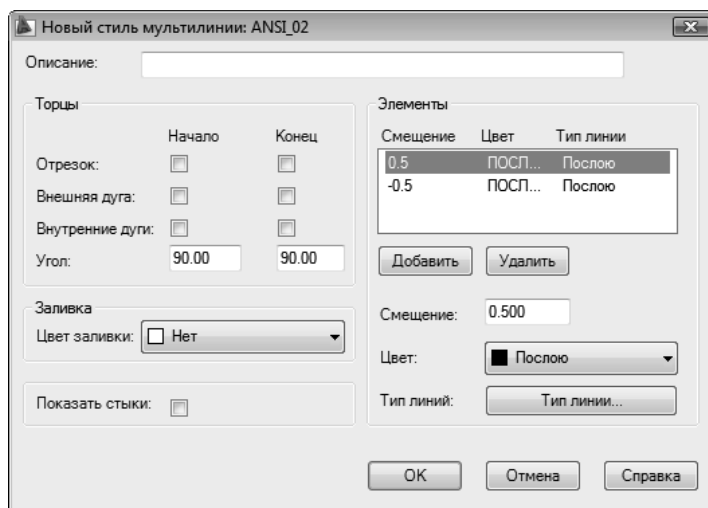 Новый стиль мультилинии: ANSI_02
Описание:
Торцы
Начало Конец
Отрезок:
Внешняя дуга:
Внутренние дуги:
Угол: 90.00 90.00
Заливка
Цвет заливки: Нет
Показать стыки:
Элементы
Смещение Цвет Тип линии
0.5 ПОСЛ... Послою
-0.5 ПОСЛ... Послою
Добавить Удалить
Смещение: 0.500
Цвет: Послою
Тип линий: Тип линии...
OK Отмена Справка